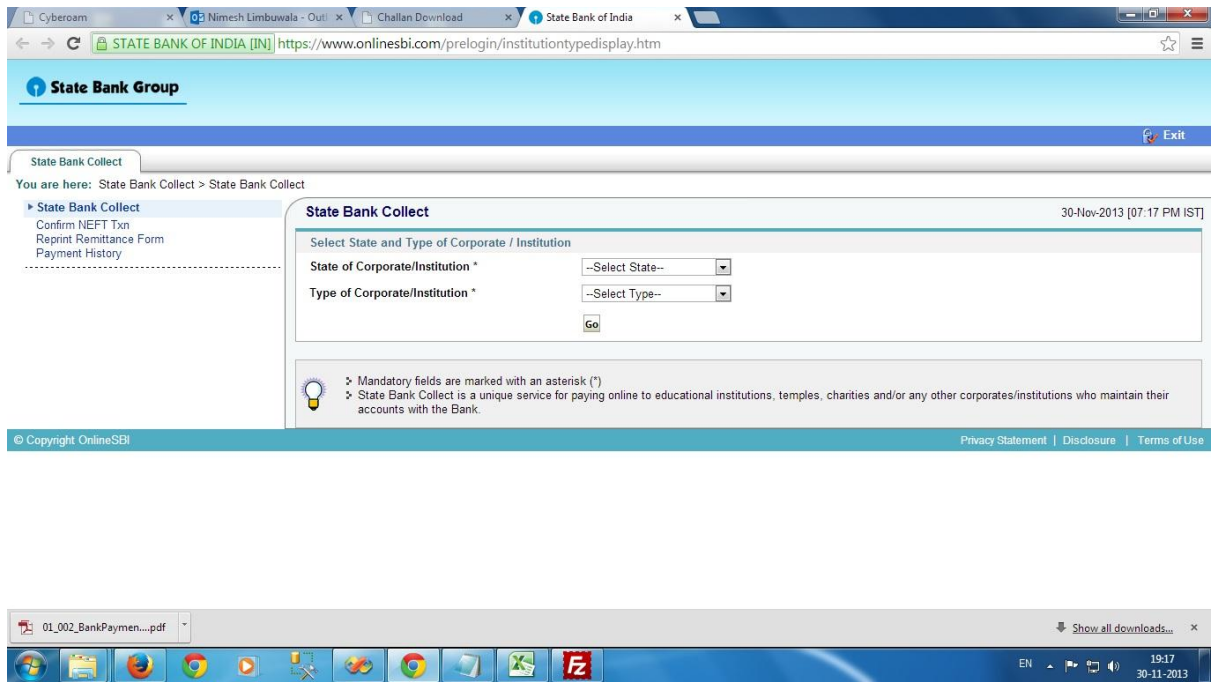 Cyberoam
Nimesh Limbuwala - Outl
Challan Download
State Bank of India
STATE BANK OF INDIA [IN] https://www.onlinesbi.com/prelogin/institutiontypedisplay.htm
State Bank Group
Exit
State Bank Collect
You are here: State Bank Collect > State Bank Collect
State Bank Collect
Confirm NEFT Txn
Reprint Remittance Form
Payment History
State Bank Collect 30-Nov-2013 [07:17 PM IST]
Select State and Type of Corporate / Institution
State of Corporate/Institution * --Select State--
Type of Corporate/Institution * --Select Type--
Go
Mandatory fields are marked with an asterisk (*)
State Bank Collect is a unique service for paying online to educational institutions, temples, charities and/or any other corporates/institutions who maintain their
accounts with the Bank.
© Copyright OnlineSBI Privacy Statement | Disclosure | Terms of Use
01_002_BankPaymen....pdf Show all downloads...
EN 19:17
30-11-2013